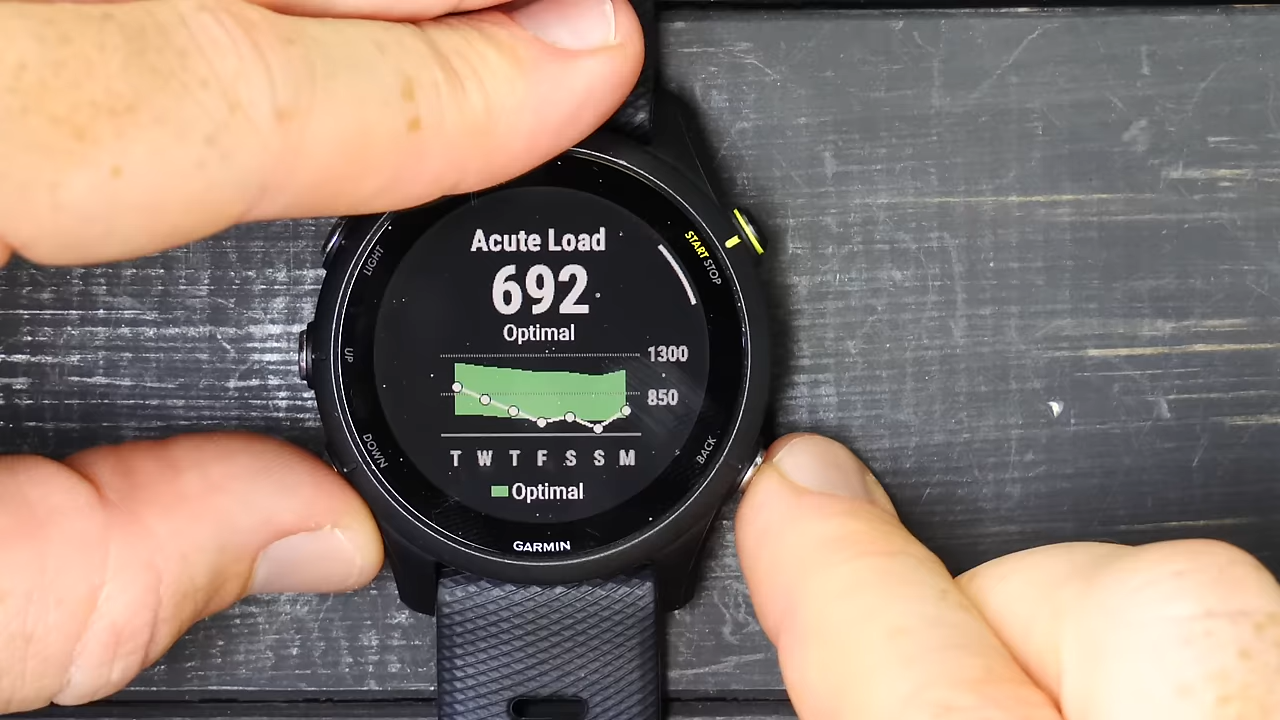 Acute Load
692
Optimal
1300
850
T W T F S S M
Optimal
START STOP
LIGHT
UP
DOWN
BACK
GARMIN